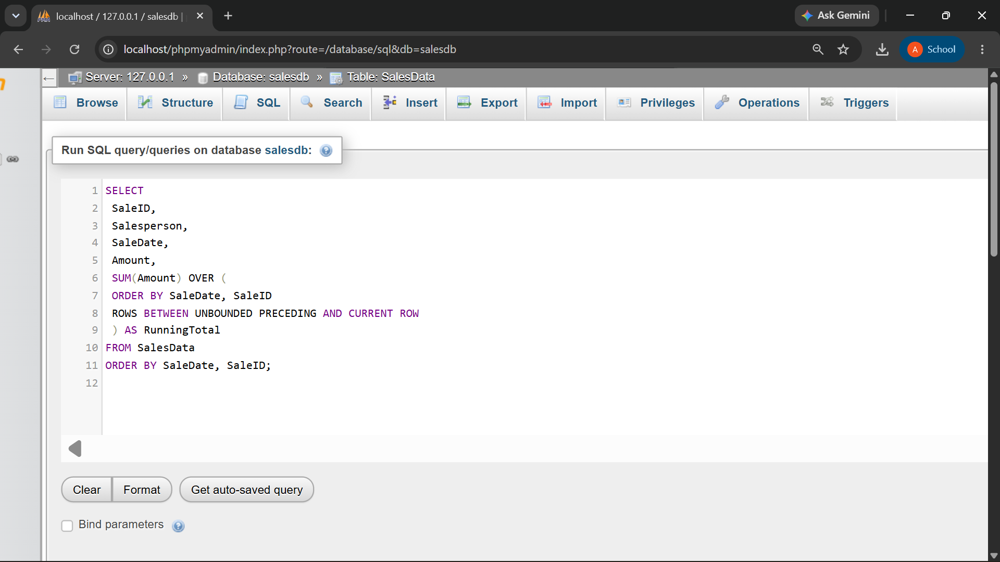 localhost / 127.0.0.1 / salesdb |
Ask Gemini
localhost/phpmyadmin/index.php?route=/database/sql&db=salesdb
A School
Server: 127.0.0.1 » Database: salesdb » Table: SalesData
Browse Structure SQL Search Insert Export Import Privileges Operations Triggers
Run SQL query/queries on database salesdb:
1 SELECT
2 SaleID,
3 Salesperson,
4 SaleDate,
5 Amount,
6 SUM(Amount) OVER (
7 ORDER BY SaleDate, SaleID
8 ROWS BETWEEN UNBOUNDED PRECEDING AND CURRENT ROW
9 ) AS RunningTotal
10 FROM SalesData
11 ORDER BY SaleDate, SaleID;
12
Clear Format Get auto-saved query
Bind parameters